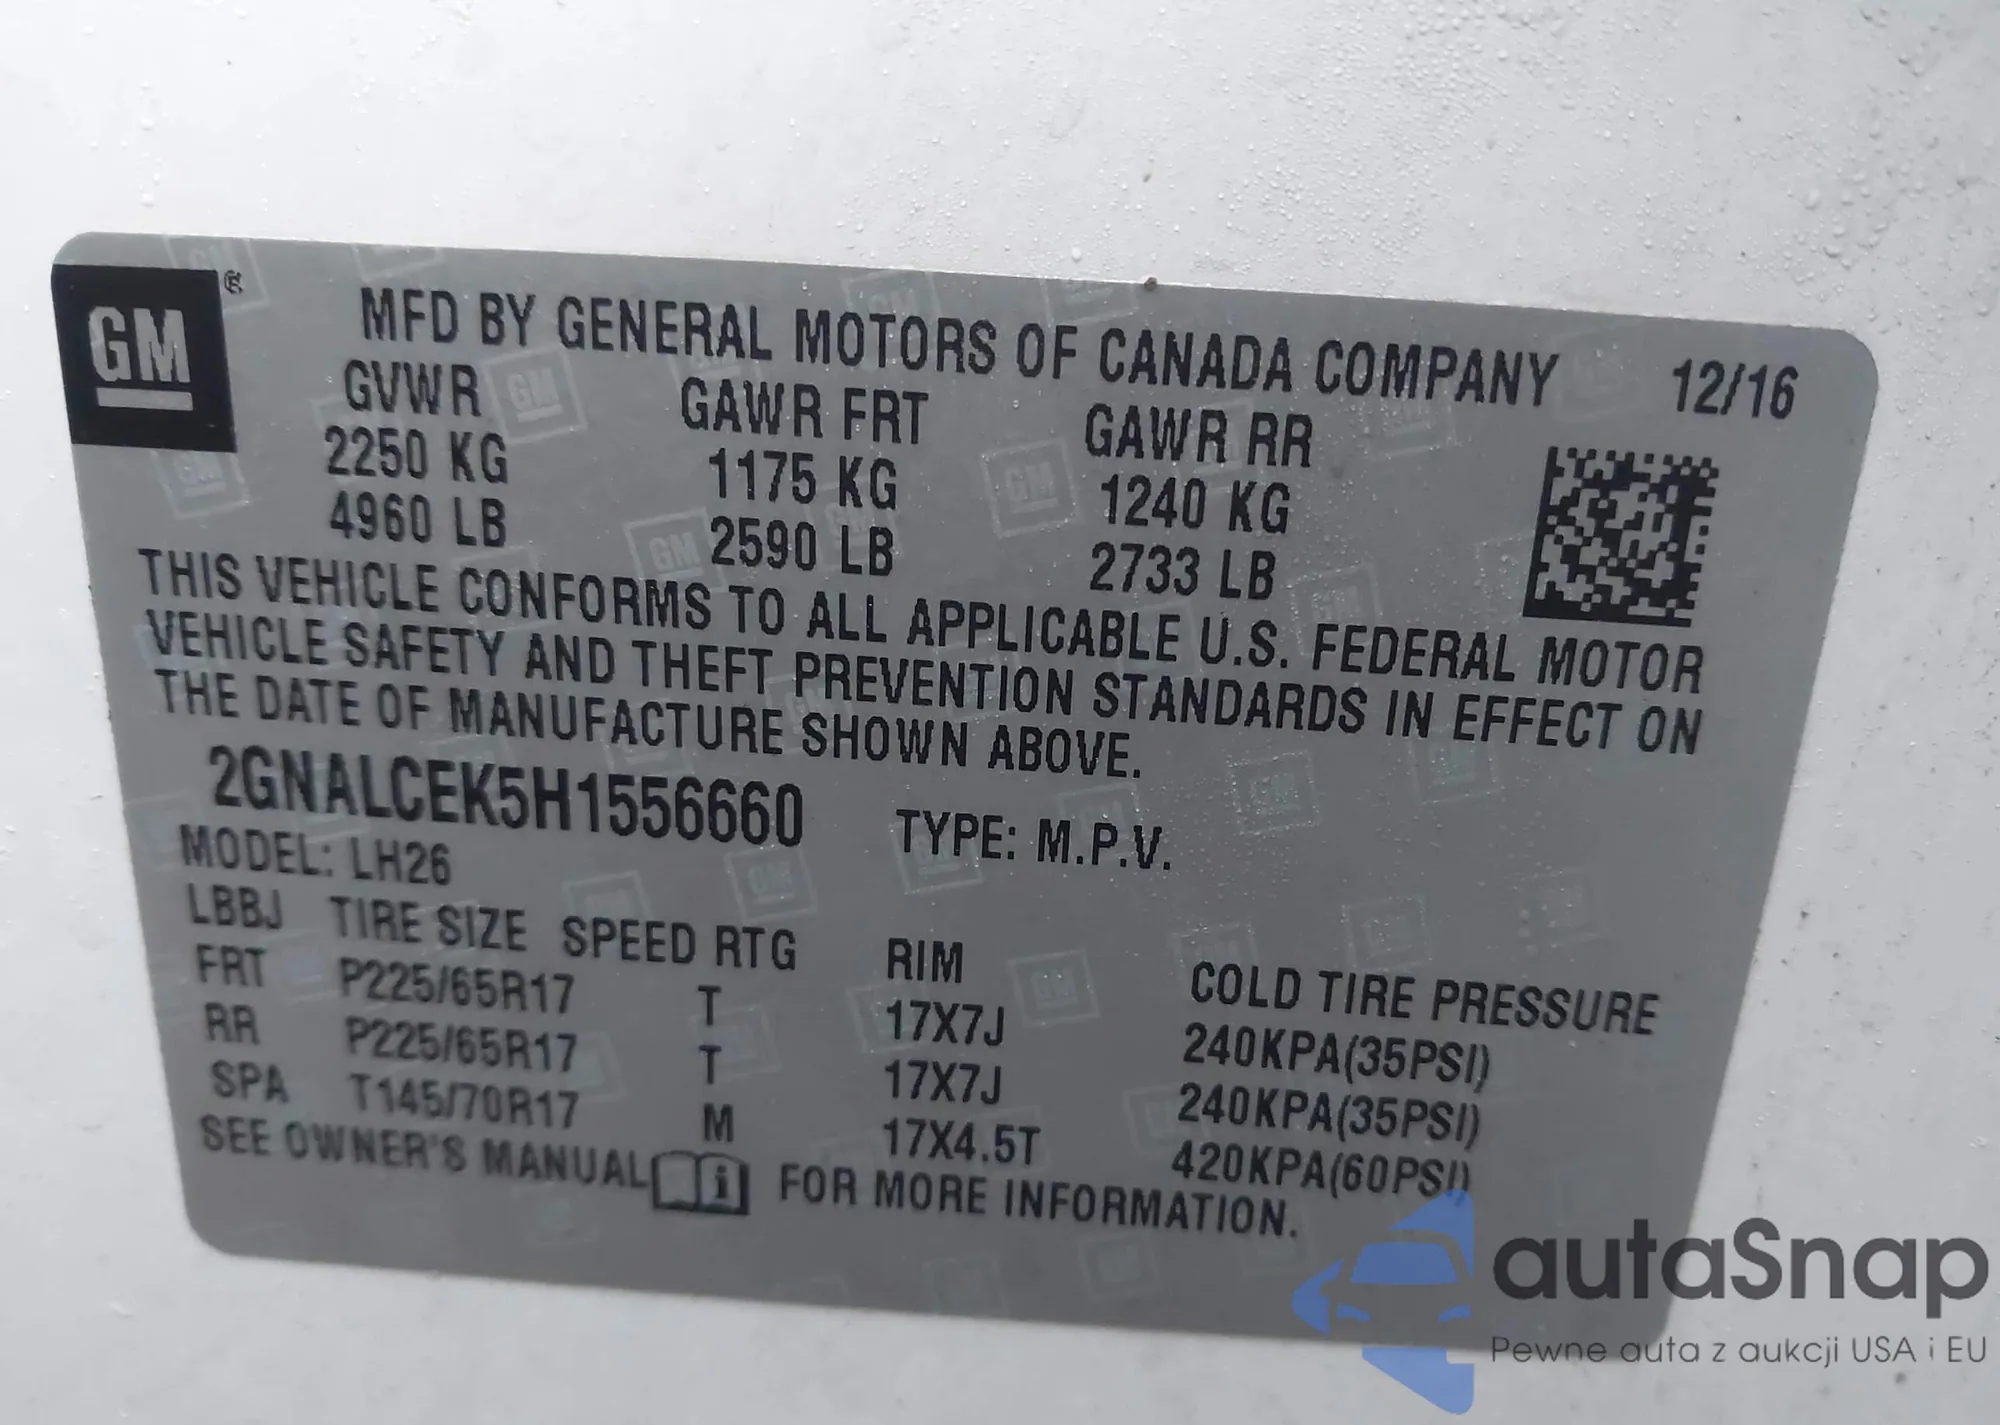 GM ®
MFD BY GENERAL MOTORS OF CANADA COMPANY 12/16
GVWR GAWR FRT GAWR RR
2250 KG 1175 KG 1240 KG
4960 LB 2590 LB 2733 LB
THIS VEHICLE CONFORMS TO ALL APPLICABLE U.S. FEDERAL MOTOR
VEHICLE SAFETY AND THEFT PREVENTION STANDARDS IN EFFECT ON
THE DATE OF MANUFACTURE SHOWN ABOVE.
2GNALCEK5H1556660 TYPE: M.P.V.
MODEL: LH26
LBBJ TIRE SIZE SPEED RTG RIM COLD TIRE PRESSURE
FRT P225/65R17 T 17X7J 240KPA(35PSI)
RR P225/65R17 T 17X7J 240KPA(35PSI)
SPA T145/70R17 M 17X4.5T 420KPA(60PSI)
SEE OWNER'S MANUAL i FOR MORE INFORMATION.
autaSnap
Pewne auta z aukcji USA i EU